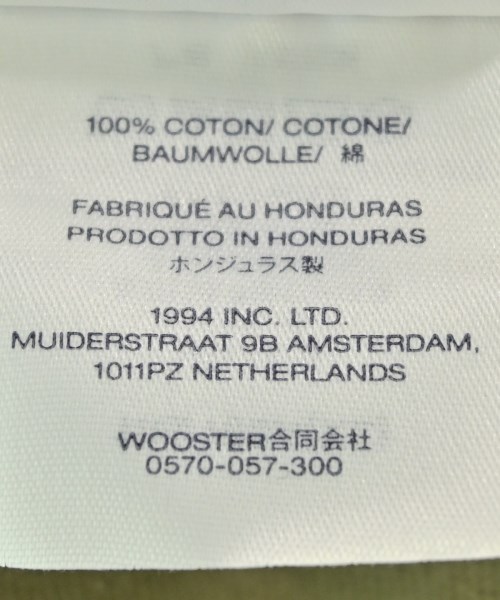 100% COTON/ COTONE/
BAUMWOLLE/ 綿
FABRIQUÉ AU HONDURAS
PRODOTTO IN HONDURAS
ホンジュラス製
1994 INC. LTD.
MUIDERSTRAAT 9B AMSTERDAM,
1011PZ NETHERLANDS
WOOSTER合同会社
0570-057-300